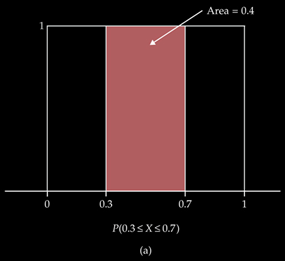 Area = 0.4
1
0 0.3 0.7 1
P(0.3 ≤ X ≤ 0.7)
(a)